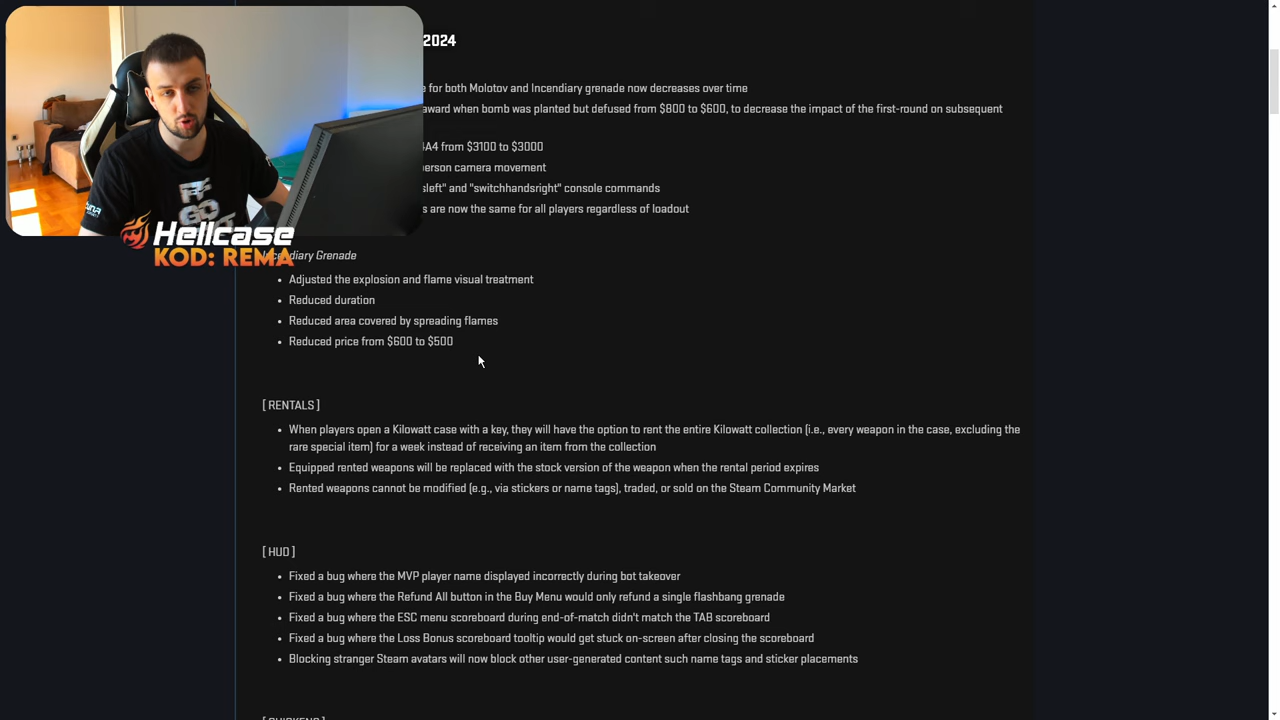 2024
e for both Molotov and Incendiary grenade now decreases over time
award when bomb was planted but defused from $800 to $600, to decrease the impact of the first-round on subsequent
4A4 from $3100 to $3000
person camera movement
sleft" and "switchhandsright" console commands
s are now the same for all players regardless of loadout
Hellcase
KOD: REMA
Incendiary Grenade
• Adjusted the explosion and flame visual treatment
• Reduced duration
• Reduced area covered by spreading flames
• Reduced price from $600 to $500
[ RENTALS ]
• When players open a Kilowatt case with a key, they will have the option to rent the entire Kilowatt collection (i.e., every weapon in the case, excluding the
rare special item) for a week instead of receiving an item from the collection
• Equipped rented weapons will be replaced with the stock version of the weapon when the rental period expires
• Rented weapons cannot be modified (e.g., via stickers or name tags), traded, or sold on the Steam Community Market
[ HUD ]
• Fixed a bug where the MVP player name displayed incorrectly during bot takeover
• Fixed a bug where the Refund All button in the Buy Menu would only refund a single flashbang grenade
• Fixed a bug where the ESC menu scoreboard during end-of-match didn't match the TAB scoreboard
• Fixed a bug where the Loss Bonus scoreboard tooltip would get stuck on-screen after closing the scoreboard
• Blocking stranger Steam avatars will now block other user-generated content such name tags and sticker placements